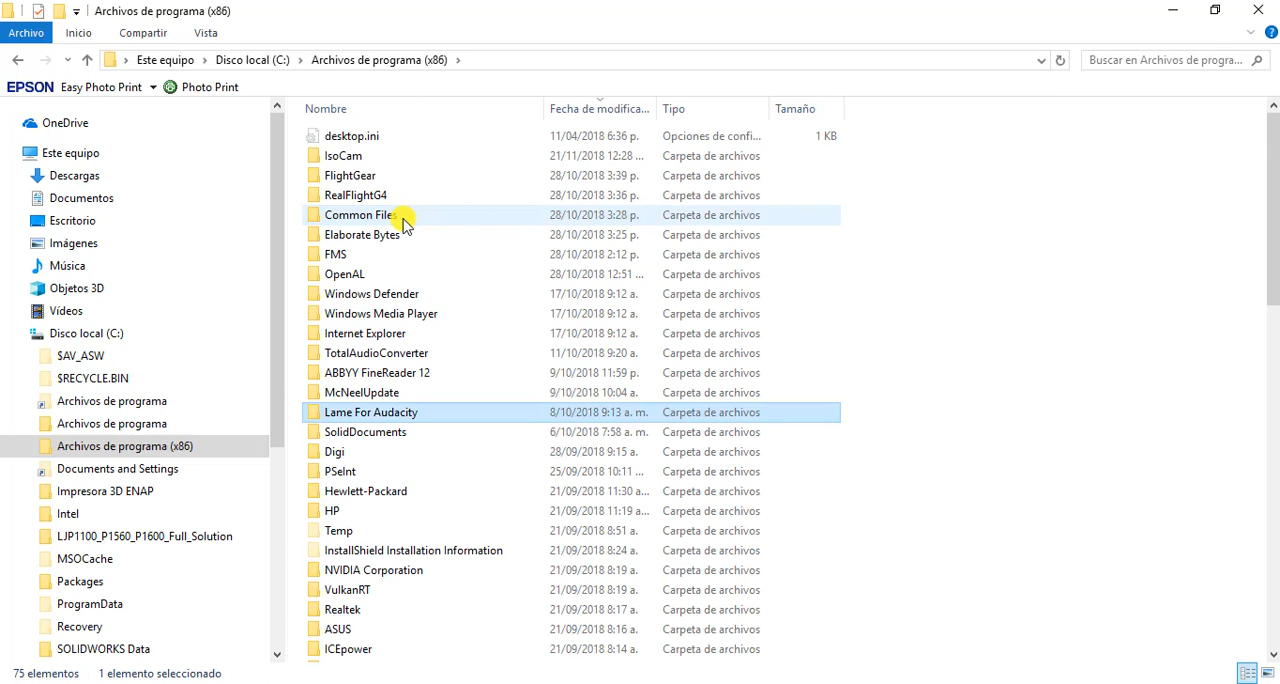 Archivos de programa (x86)
Archivo Inicio Compartir Vista
Este equipo Disco local (C:) Archivos de programa (x86) Buscar en Archivos de progra...
EPSON Easy Photo Print Photo Print
Nombre Fecha de modifica... Tipo Tamaño
OneDrive
Este equipo
Descargas
Documentos
Escritorio
Imágenes
Música
Objetos 3D
Vídeos
Disco local (C:)
$AV_ASW
$RECYCLE.BIN
Archivos de programa
Archivos de programa
Archivos de programa (x86)
Documents and Settings
Impresora 3D ENAP
Intel
LJP1100_P1560_P1600_Full_Solution
MSOCache
Packages
ProgramData
Recovery
SOLIDWORKS Data
desktop.ini 11/04/2018 6:36 p. Opciones de confi... 1 KB
IsoCam 21/11/2018 12:28 ... Carpeta de archivos
FlightGear 28/10/2018 3:39 p. Carpeta de archivos
RealFlightG4 28/10/2018 3:36 p. Carpeta de archivos
Common Files 28/10/2018 3:28 p. Carpeta de archivos
Elaborate Bytes 28/10/2018 3:25 p. Carpeta de archivos
FMS 28/10/2018 2:12 p. Carpeta de archivos
OpenAL 28/10/2018 12:51 ... Carpeta de archivos
Windows Defender 17/10/2018 9:12 a. Carpeta de archivos
Windows Media Player 17/10/2018 9:12 a. Carpeta de archivos
Internet Explorer 17/10/2018 9:12 a. Carpeta de archivos
TotalAudioConverter 11/10/2018 9:20 a. Carpeta de archivos
ABBYY FineReader 12 9/10/2018 11:59 p. Carpeta de archivos
McNeelUpdate 9/10/2018 10:04 a. Carpeta de archivos
Lame For Audacity 8/10/2018 9:13 a. m. Carpeta de archivos
SolidDocuments 6/10/2018 7:58 a. m. Carpeta de archivos
Digi 28/09/2018 9:15 a. Carpeta de archivos
PSeInt 25/09/2018 10:11 ... Carpeta de archivos
Hewlett-Packard 21/09/2018 11:30 a... Carpeta de archivos
HP 21/09/2018 11:19 a... Carpeta de archivos
Temp 21/09/2018 8:51 a. Carpeta de archivos
InstallShield Installation Information 21/09/2018 8:24 a. Carpeta de archivos
NVIDIA Corporation 21/09/2018 8:19 a. Carpeta de archivos
VulkanRT 21/09/2018 8:19 a. Carpeta de archivos
Realtek 21/09/2018 8:17 a. Carpeta de archivos
ASUS 21/09/2018 8:16 a. Carpeta de archivos
ICEpower 21/09/2018 8:14 a. Carpeta de archivos
75 elementos 1 elemento seleccionado